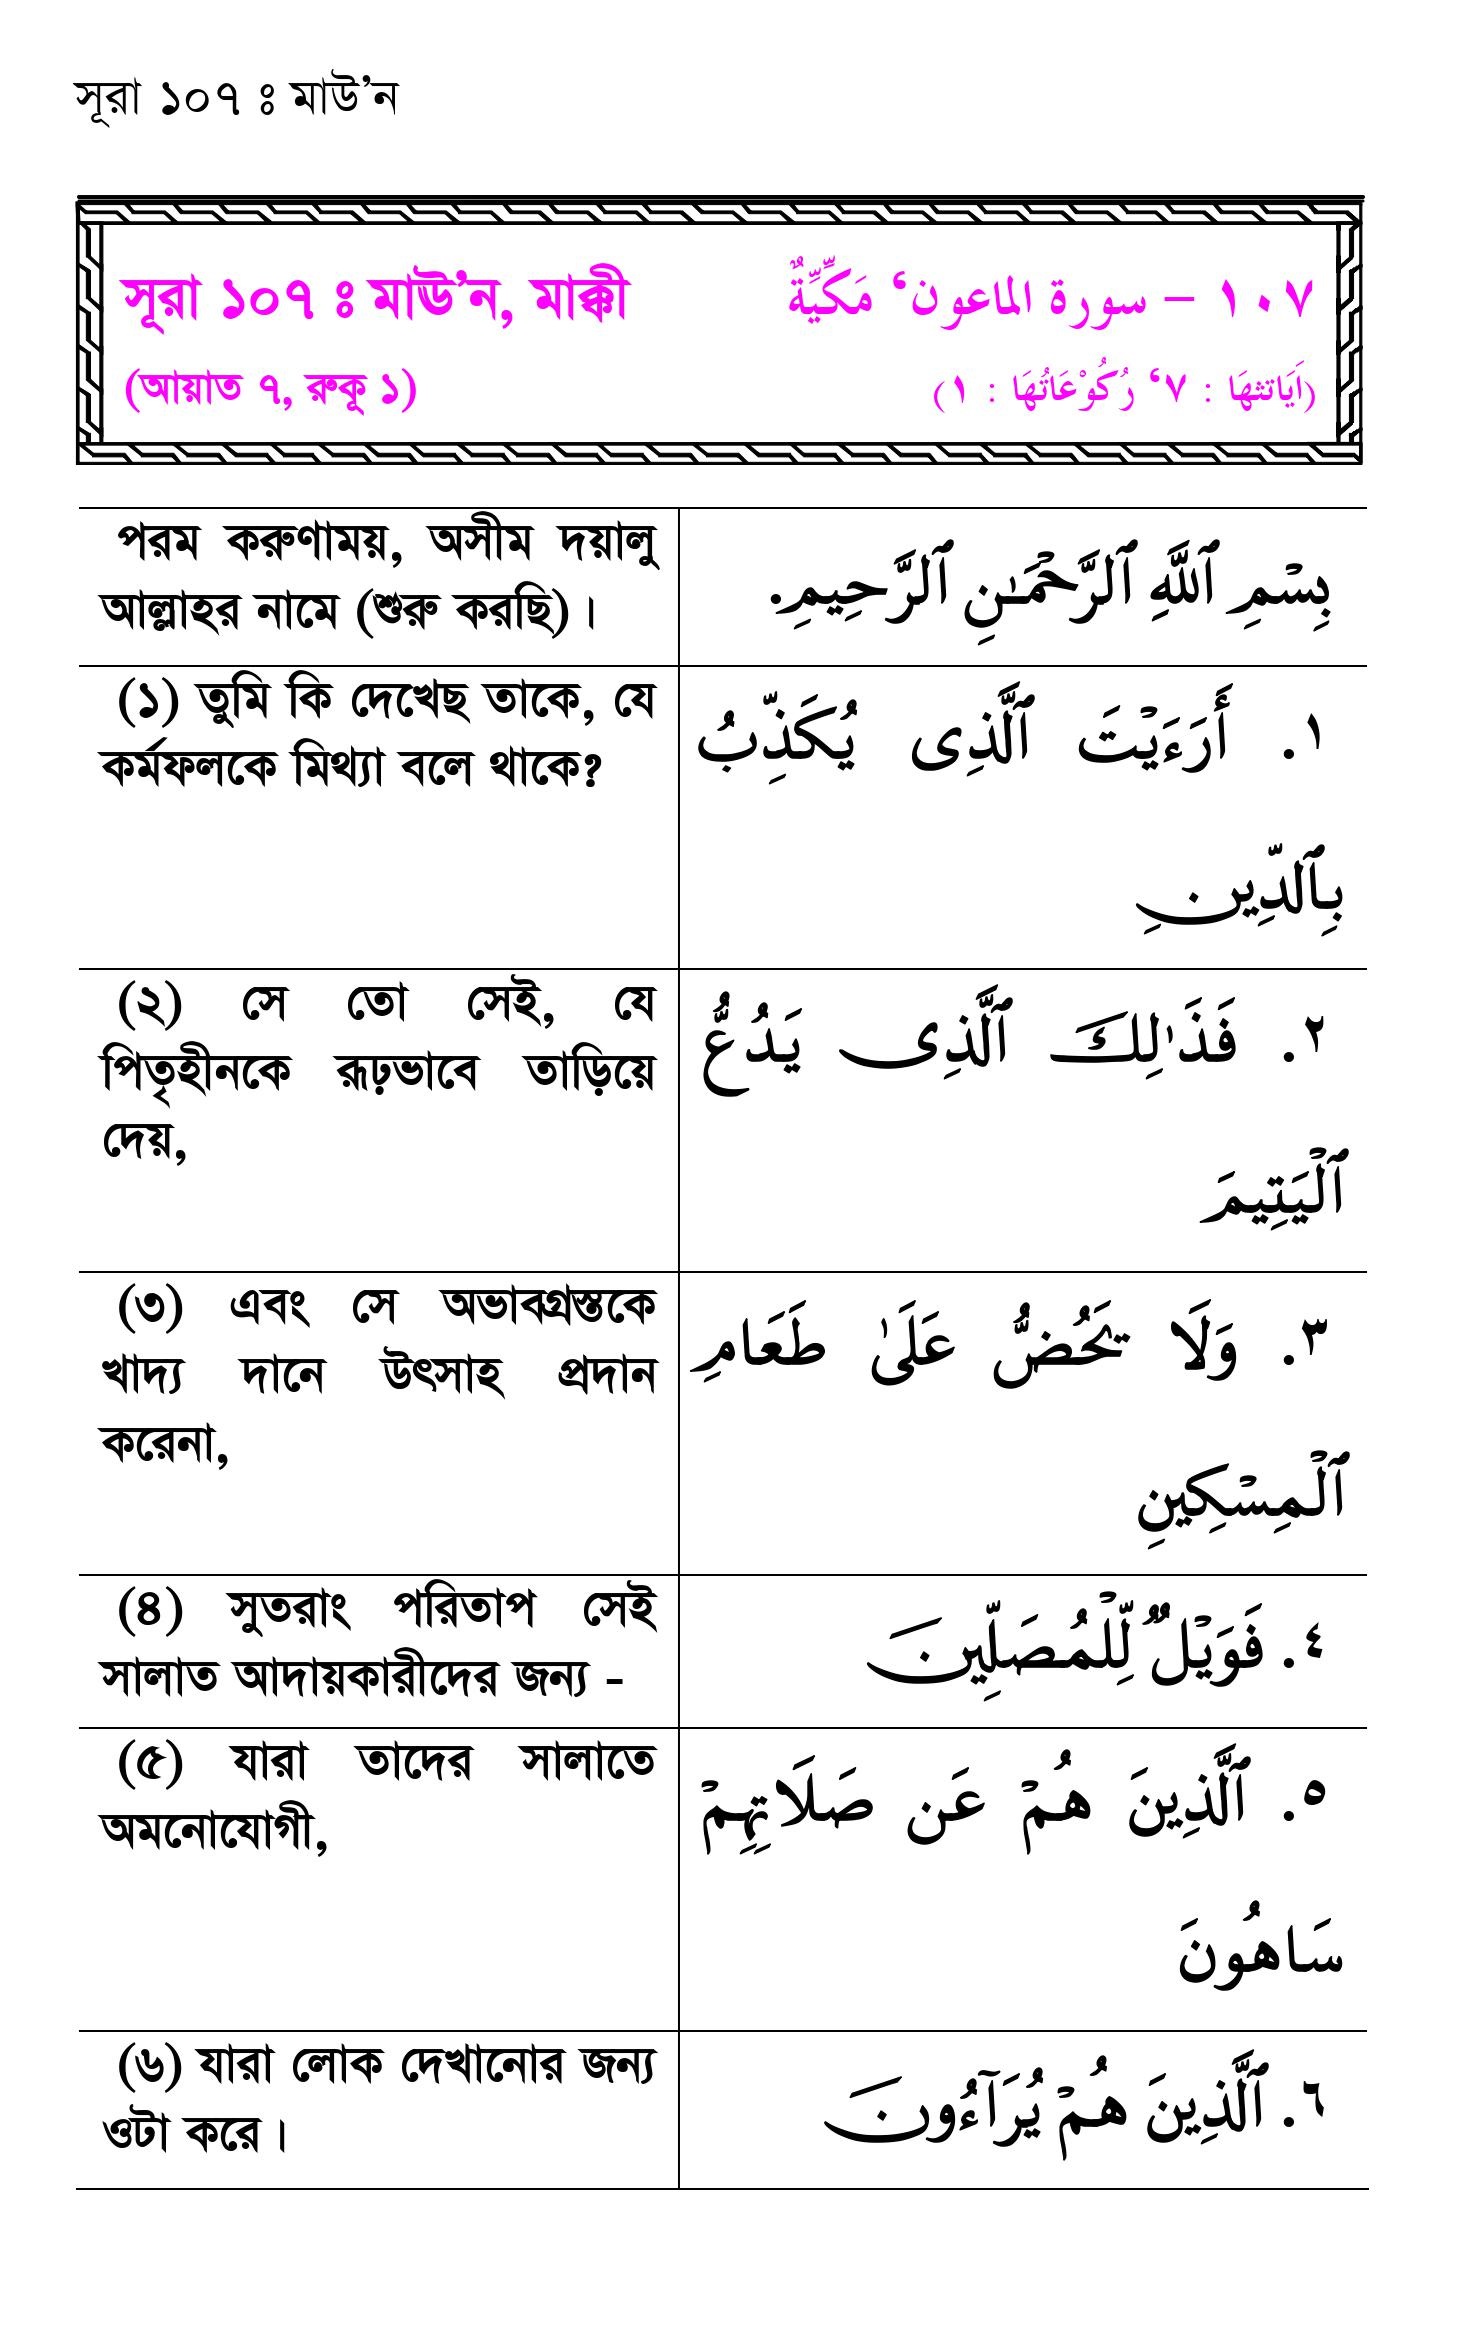 সূরা ১০৭ ঃ মাউ’ন
সূরা ১০৭ ঃ মাঊ’ন, মাক্কী
١٠٧ – سورة الماعون‘ مَكِّيَّةٌ
(আয়াত ৭, রুকূ ১)
(اَيَاتثهَا : ٧‘ رُكُوْعَاتُهَا : ١)
পরম করুণাময়, অসীম দয়ালু
আল্লাহর নামে (শুরু করছি)।
بِسْمِ ٱللَّهِ ٱلرَّحْمَـٰنِ ٱلرَّحِيمِ.
(১) তুমি কি দেখেছ তাকে, যে
কর্মফলকে মিথ্যা বলে থাকে?
١. أَرَءَيْتَ ٱلَّذِى يُكَذِّبُ
بِٱلدِّينِ
(২) সে তো সেই, যে
পিতৃহীনকে রূঢ়ভাবে তাড়িয়ে
দেয়,
٢. فَذَٰلِكَ ٱلَّذِى يَدُعُّ
ٱلْيَتِيمَ
(৩) এবং সে অভাবগ্রস্তকে
খাদ্য দানে উৎসাহ প্রদান
করেনা,
٣. وَلَا يَحُضُّ عَلَىٰ طَعَامِ
ٱلْمِسْكِينِ
(৪) সুতরাং পরিতাপ সেই
সালাত আদায়কারীদের জন্য -
٤. فَوَيْلٌ لِّلْمُصَلِّينَ
(৫) যারা তাদের সালাতে
অমনোযোগী,
٥. ٱلَّذِينَ هُمْ عَن صَلَاتِهِمْ
سَاهُونَ
(৬) যারা লোক দেখানোর জন্য
ওটা করে।
٦. ٱلَّذِينَ هُمْ يُرَآءُونَ